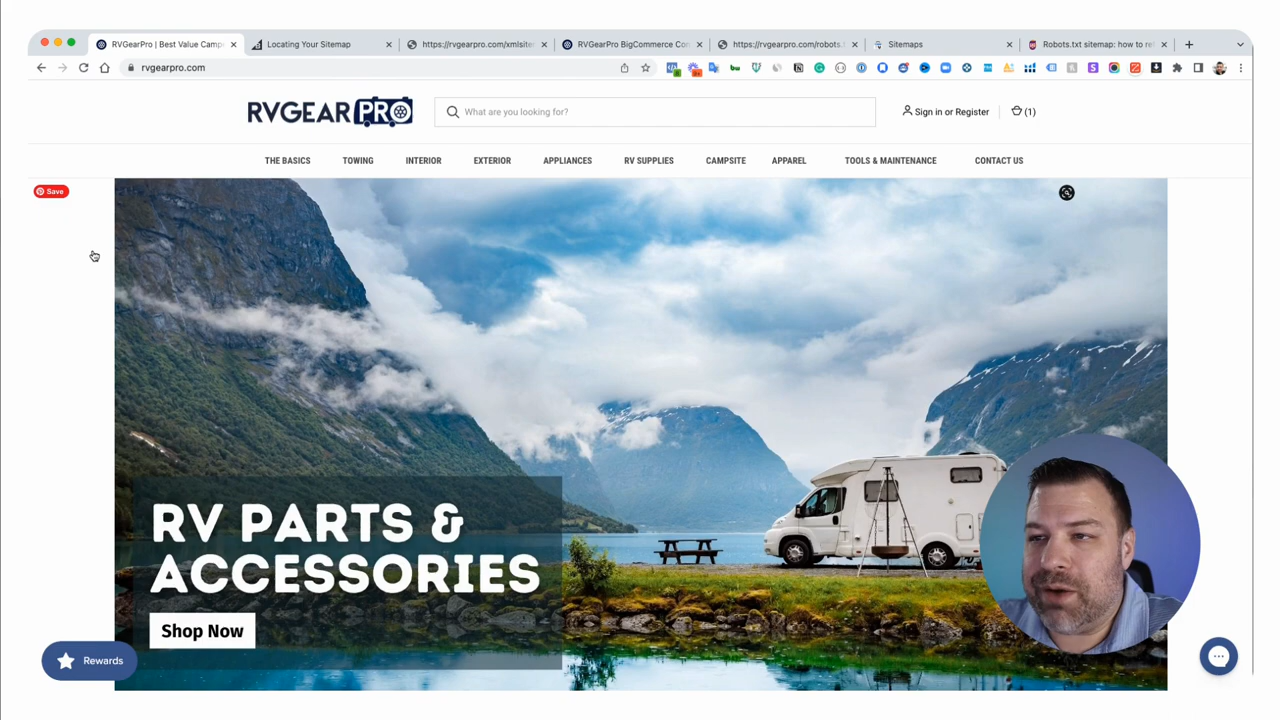 RVGearPro | Best Value Campe
Locating Your Sitemap
https://rvgearpro.com/xmlsite
RVGearPro BigCommerce Con
https://rvgearpro.com/robots.
Sitemaps
Robots.txt sitemap: how to re
rvgearpro.com
RVGEAR PRO
What are you looking for?
Sign in or Register
(1)
THE BASICS
TOWING
INTERIOR
EXTERIOR
APPLIANCES
RV SUPPLIES
CAMPSITE
APPAREL
TOOLS & MAINTENANCE
CONTACT US
Save
RV PARTS &
ACCESSORIES
Shop Now
Rewards